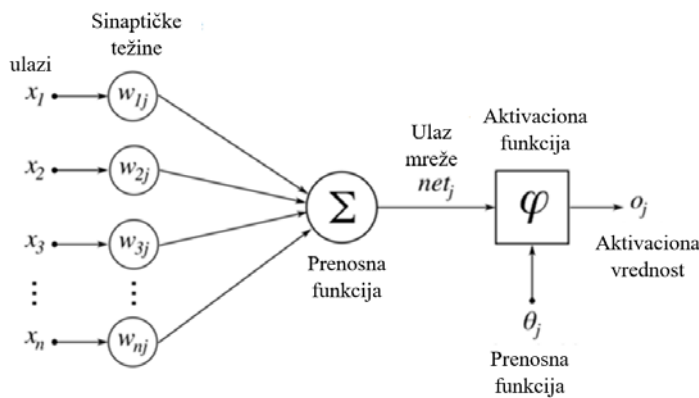 Sinaptičke
težine
ulazi
x1
w1j
x2
w2j
x3
w3j
xn
wnj
Σ
Prenosna
funkcija
Ulaz
mreže
netj
Aktivaciona
funkcija
φ
oj
Aktivaciona
vrednost
θj
Prenosna
funkcija